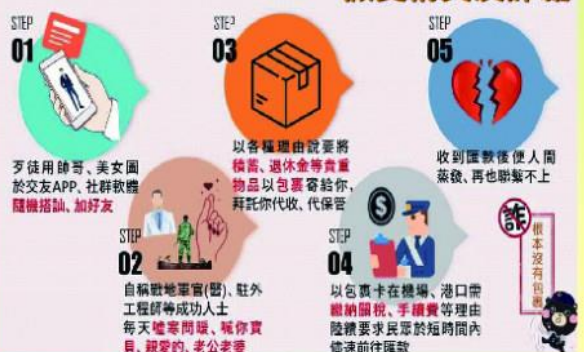 STEP
01
歹徒用帥哥、美女圖
於交友APP、社群軟體
隨機搭訕、加好友
STEP
02
自稱戰地軍官(醫)、駐外
工程師等成功人士
每天噓寒問暖、喊你寶
貝、親愛的、老公老婆
STEP
03
以各種理由說要將
積蓄、退休金等貴重
物品以包裹寄給你,
拜託你代收、代保管
STEP
04
以包裹卡在機場、港口需
繳納關稅、手續費等理由
陸續要求民眾於短時間內
儘速前往匯款
STEP
05
收到匯款後便人間
蒸發、再也聯繫不上
詐
根本沒有包裹